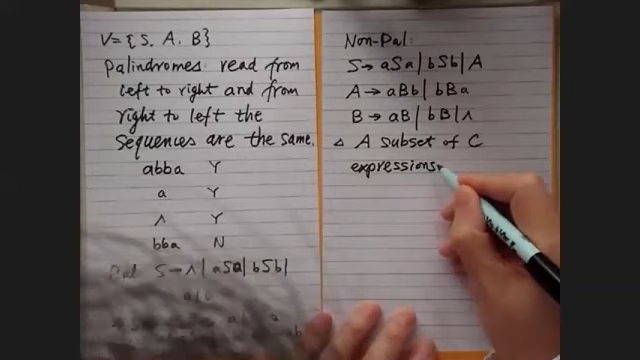 V={S, A, B}
Palindromes: read from
left to right and from
right to left the
sequences are the same.
abba Y
a Y
Λ Y
bba N
Pal S→Λ|aSa|bSb|
Non-Pal:
S→aSa|bSb|A
A→aBb|bBa
B→aB|bB|Λ
△ A subset of C
expressions